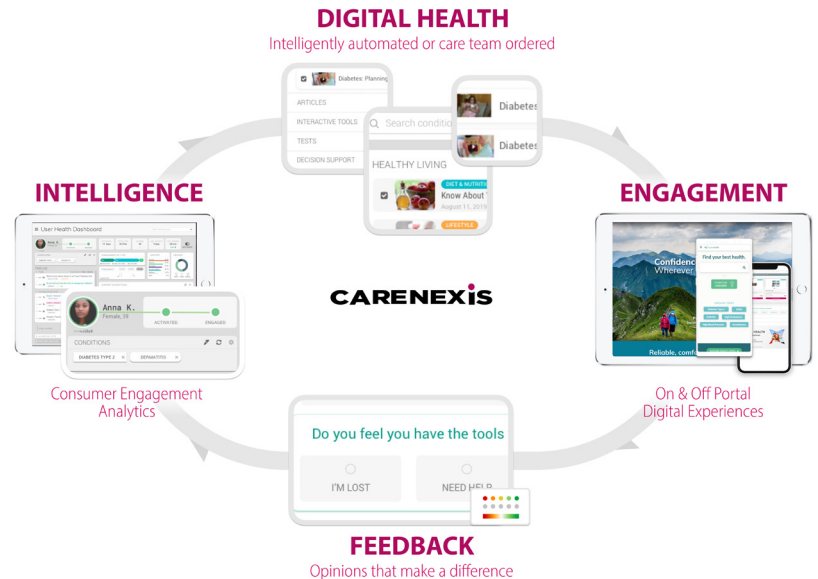 DIGITAL HEALTH
Intelligently automated or care team ordered
Diabetes: Planning
ARTICLES
INTERACTIVE TOOLS
TESTS
DECISION SUPPORT
Search conditio
HEALTHY LIVING
DIET & NUTRITI
Know About
August 11, 2019
LIFESTYLE
Diabetes
Diabetes
INTELLIGENCE
User Health Dashboard
Anna K.
Female, 39
ACTIVATED
ENGAGED
CONDITIONS
DIABETES TYPE 2 ×
DERMATITIS ×
Consumer Engagement
Analytics
CARENEXiS
ENGAGEMENT
Confidenc
Wherever
Find your best health.
Reliable, comfo
On & Off Portal
Digital Experiences
Do you feel you have the tools
I'M LOST
NEED HELP
FEEDBACK
Opinions that make a difference